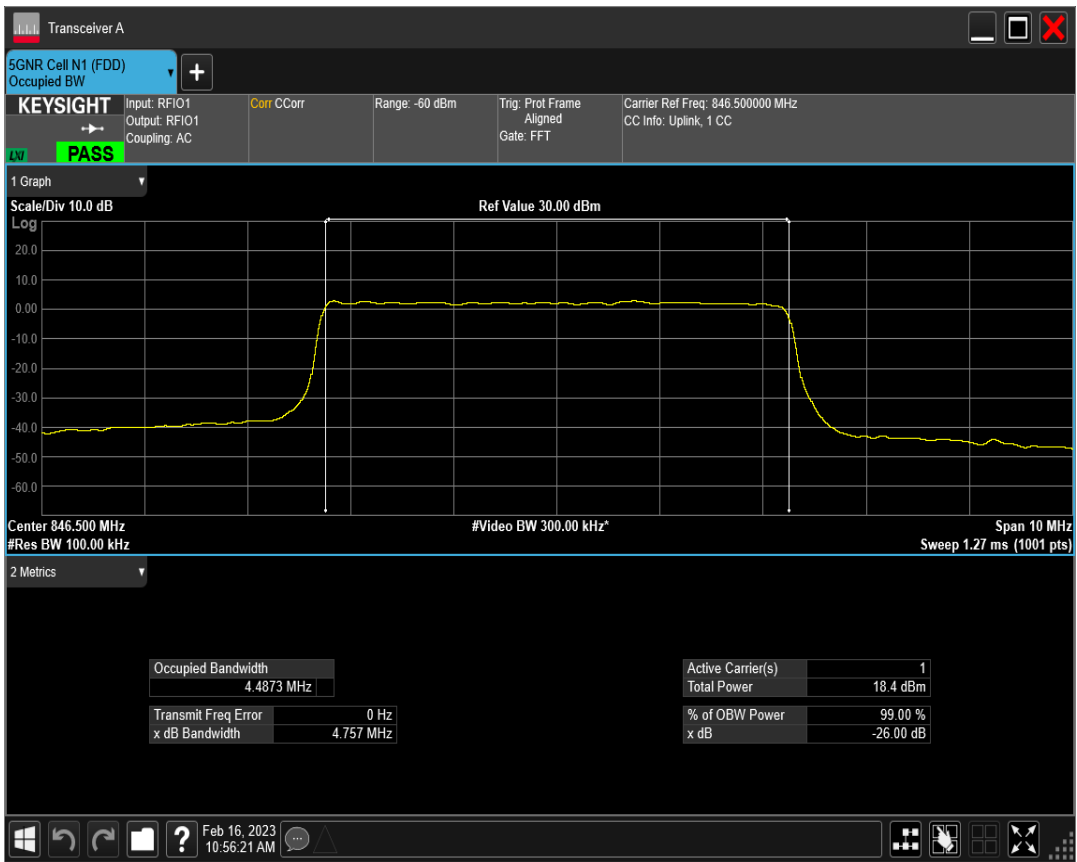 Transceiver A
5GNR Cell N1 (FDD)
Occupied BW
+
KEYSIGHT
LXI
PASS
Input: RFIO1
Output: RFIO1
Coupling: AC
Corr CCorr
Range: -60 dBm
Trig: Prot Frame
Aligned
Gate: FFT
Carrier Ref Freq: 846.500000 MHz
CC Info: Uplink, 1 CC
1 Graph
Scale/Div 10.0 dB
Ref Value 30.00 dBm
Log
20.0
10.0
0.00
-10.0
-20.0
-30.0
-40.0
-50.0
-60.0
Center 846.500 MHz
#Video BW 300.00 kHz*
Span 10 MHz
#Res BW 100.00 kHz
Sweep 1.27 ms (1001 pts)
2 Metrics
Occupied Bandwidth
4.4873 MHz
Transmit Freq Error 0 Hz
x dB Bandwidth 4.757 MHz
Active Carrier(s) 1
Total Power 18.4 dBm
% of OBW Power 99.00 %
x dB -26.00 dB
?
Feb 16, 2023
10:56:21 AM